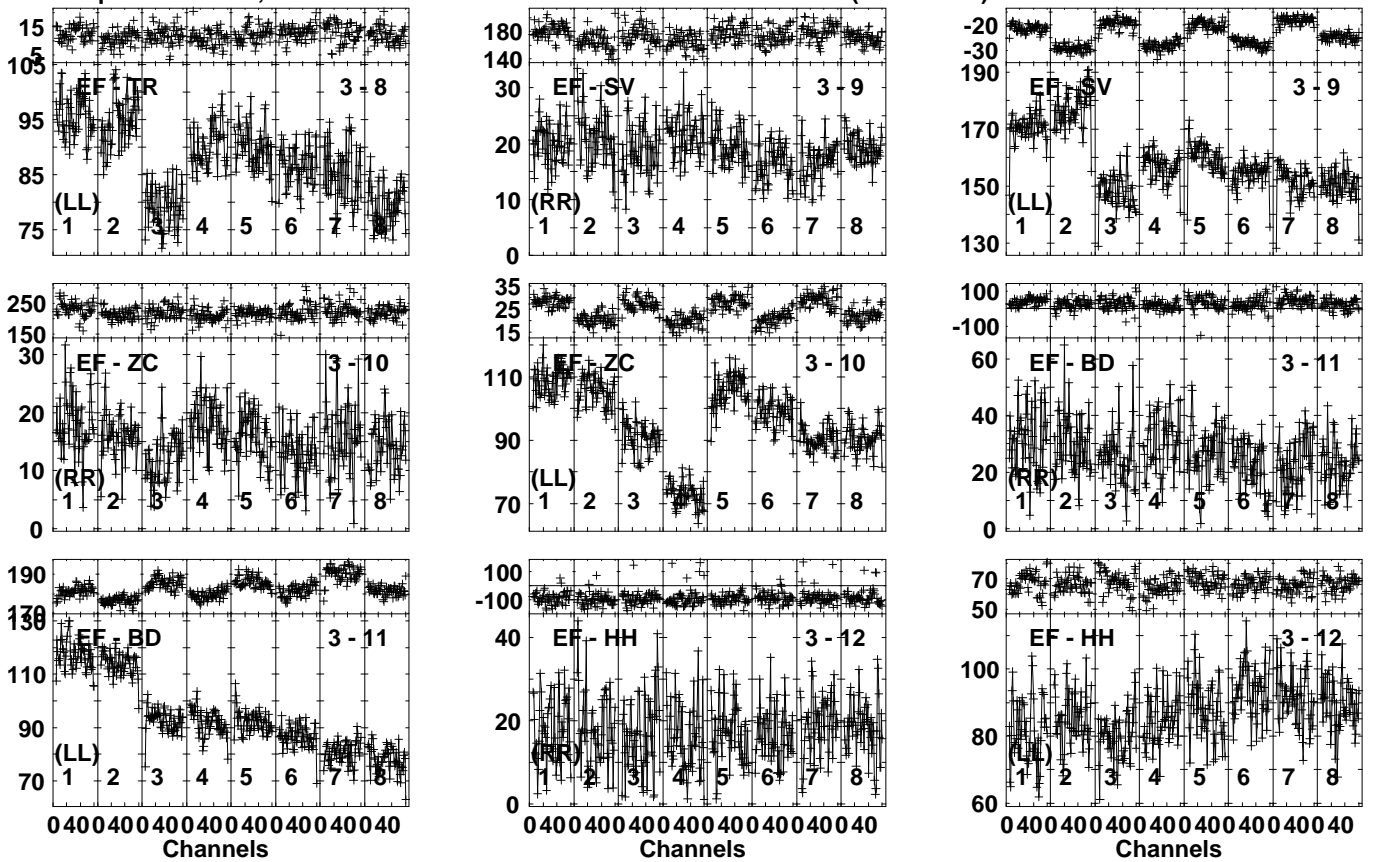 15
5
105
95
85
75
EF - TR 3 - 8
(LL)
1 2 3 4 5 6 7 8
180
140
30
20
10
0
EF - SV 3 - 9
(RR)
1 2 3 4 5 6 7 8
-20
-30
190
170
150
130
EF - SV 3 - 9
(LL)
1 2 3 4 5 6 7 8
250
150
30
20
10
0
EF - ZC 3 - 10
(RR)
1 2 3 4 5 6 7 8
35
25
15
110
90
70
EF - ZC 3 - 10
(LL)
1 2 3 4 5 6 7 8
100
-100
60
40
20
0
EF - BD 3 - 11
(RR)
1 2 3 4 5 6 7 8
190
170
130
110
90
70
EF - BD 3 - 11
(LL)
1 2 3 4 5 6 7 8
0 40 0 40 0 40 0 40 0 40 0 40 0 40 0 40
Channels
100
-100
40
20
0
EF - HH 3 - 12
(RR)
1 2 3 4 5 6 7 8
0 40 0 40 0 40 0 40 0 40 0 40 0 40 0 40
Channels
70
50
100
80
60
EF - HH 3 - 12
(LL)
1 2 3 4 5 6 7 8
0 40 0 40 0 40 0 40 0 40 0 40 0 40 0 40
Channels